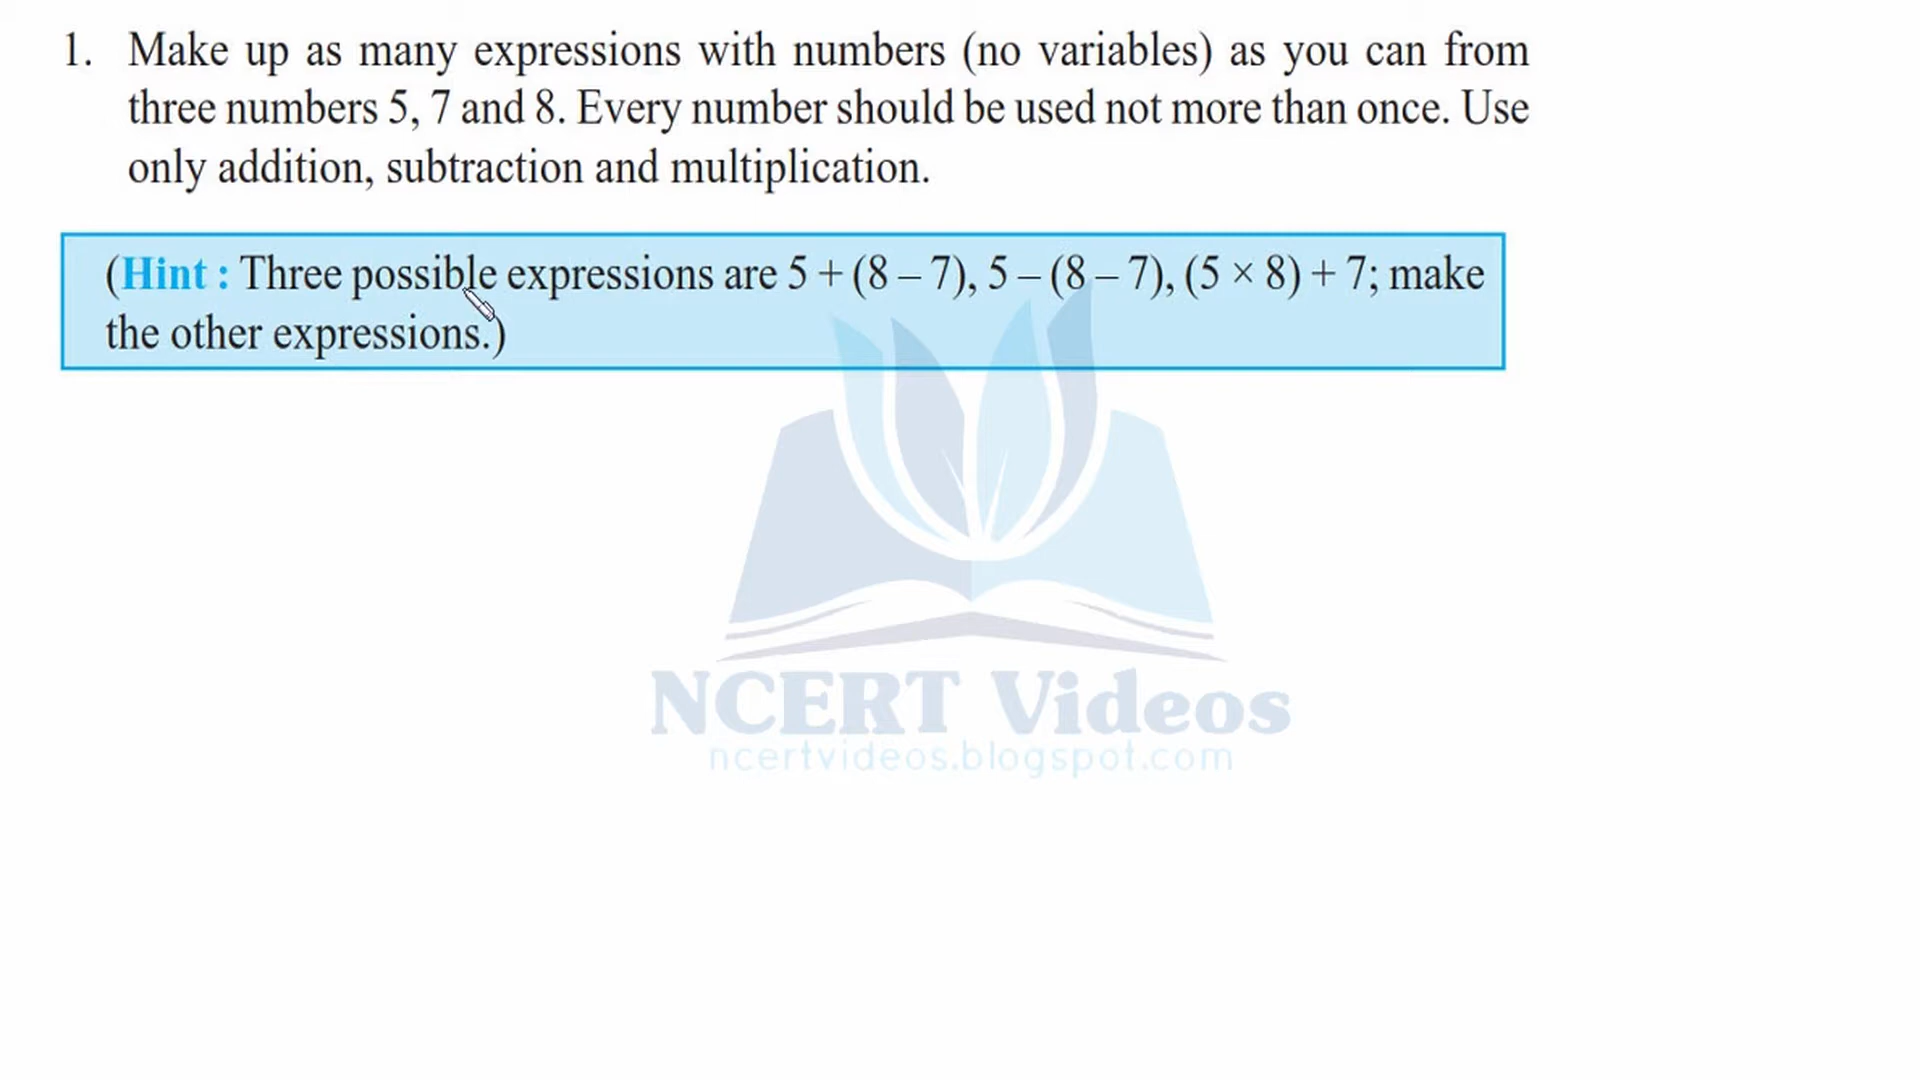 1. Make up as many expressions with numbers (no variables) as you can from
three numbers 5, 7 and 8. Every number should be used not more than once. Use
only addition, subtraction and multiplication.
(Hint : Three possible expressions are 5 + (8 – 7), 5 – (8 – 7), (5 × 8) + 7; make
the other expressions.)
NCERT Videos
ncertvideos.blogspot.com